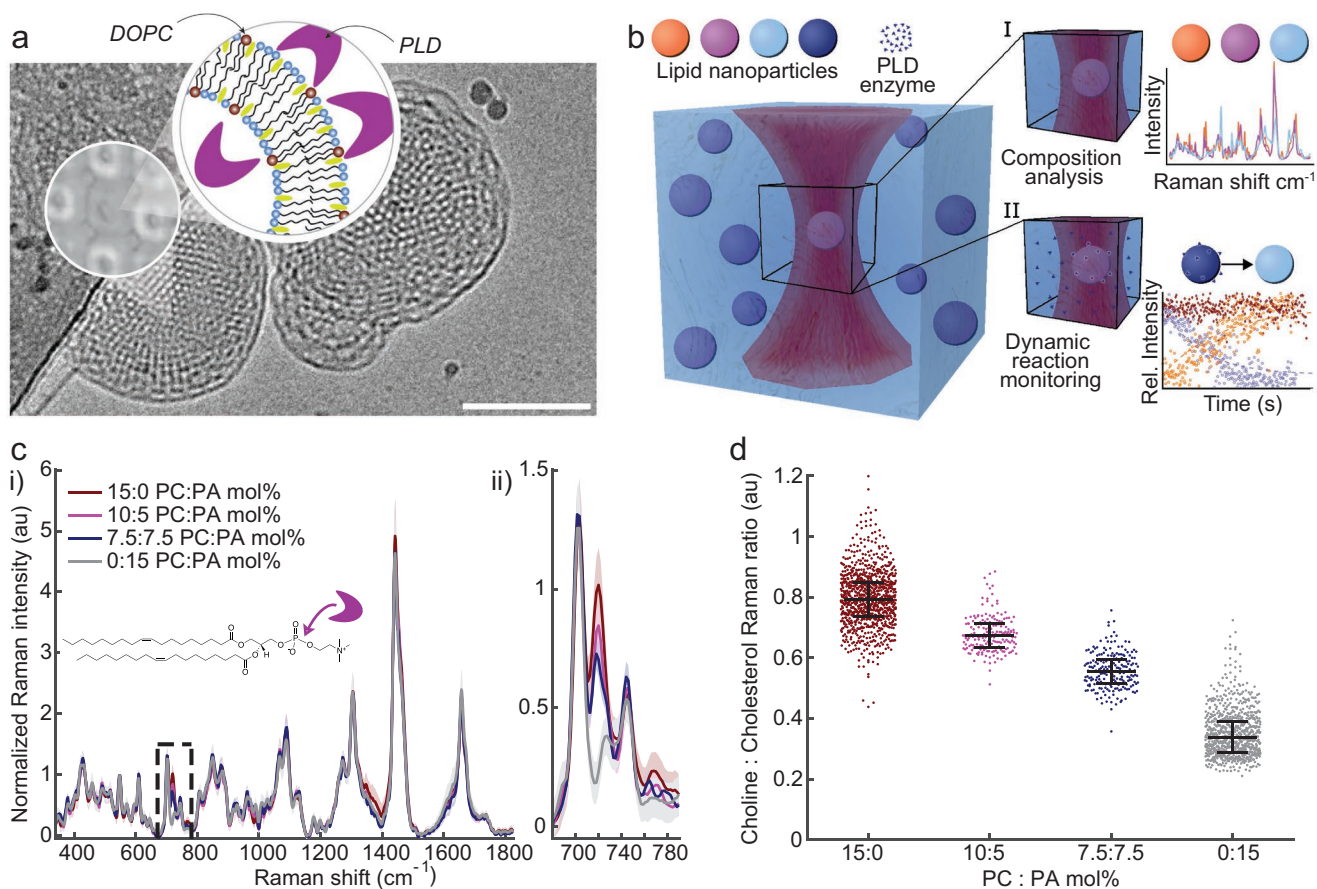 a
DOPC
PLD
b
Lipid nanoparticles
PLD
enzyme
I
Composition
analysis
Intensity
Raman shift cm⁻¹
II
Dynamic
reaction
monitoring
Rel. Intensity
Time (s)
c
i)
Normalized Raman intensity (au)
6
5
4
3
2
1
0
15:0 PC:PA mol%
10:5 PC:PA mol%
7.5:7.5 PC:PA mol%
0:15 PC:PA mol%
O
O
H
O
O
O
P
O
O⁻
O
N⁺
400 600 800 1000 1200 1400 1600 1800
Raman shift (cm⁻¹)
ii)
1.5
1
0.5
0
700 740 780
d
Choline : Cholesterol Raman ratio (au)
1.2
1
0.8
0.6
0.4
0.2
0
15:0 10:5 7.5:7.5 0:15
PC : PA mol%